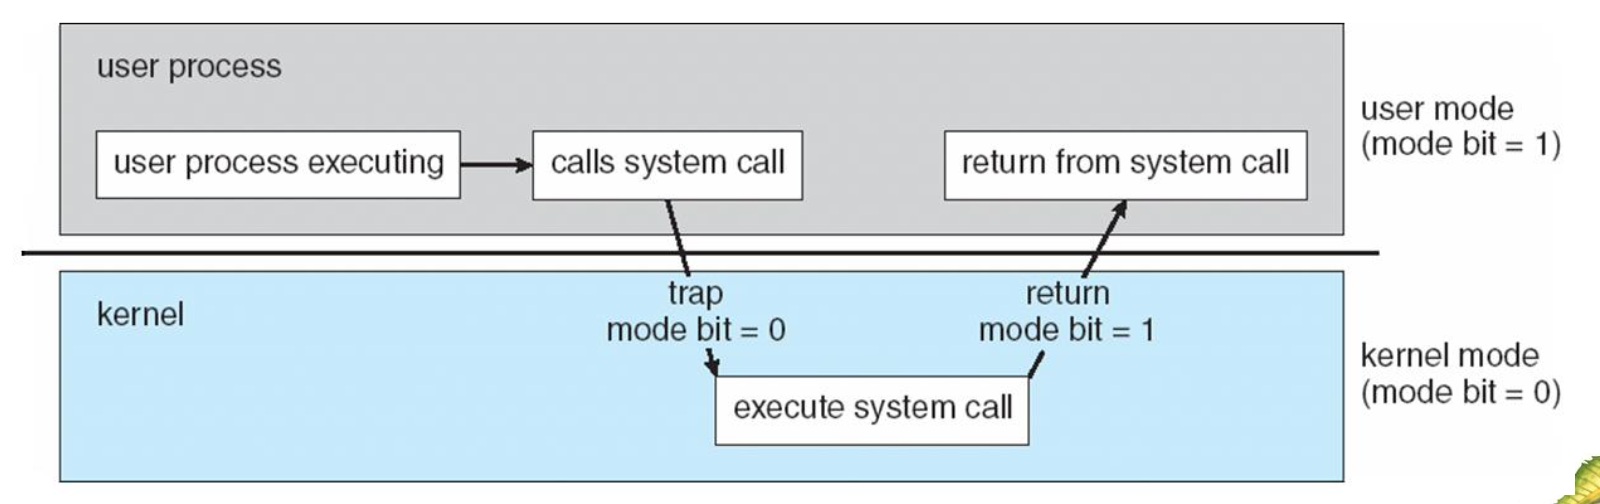 user process
user process executing
calls system call
return from system call
user mode
(mode bit = 1)
kernel
trap
mode bit = 0
return
mode bit = 1
execute system call
kernel mode
(mode bit = 0)